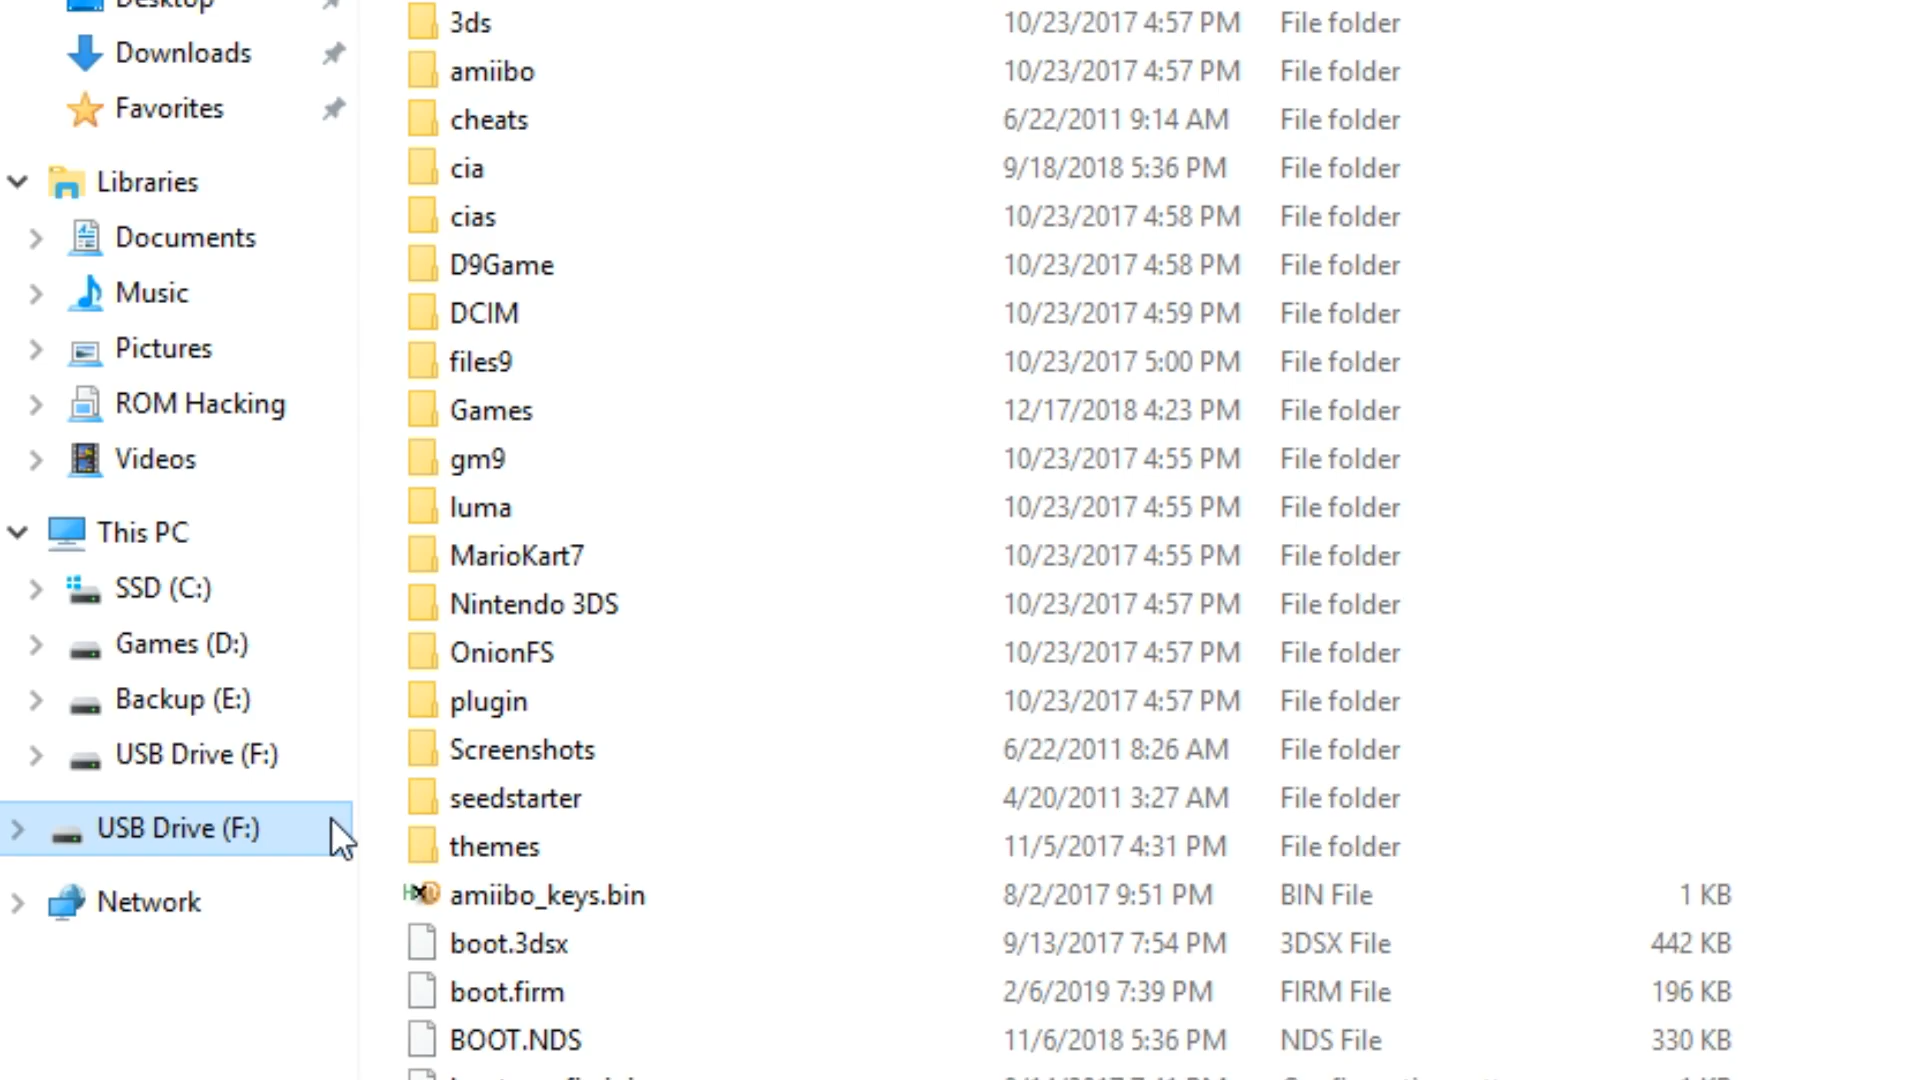 Desktop
Downloads
Favorites
Libraries
Documents
Music
Pictures
ROM Hacking
Videos
This PC
SSD (C:)
Games (D:)
Backup (E:)
USB Drive (F:)
USB Drive (F:)
Network
3ds 10/23/2017 4:57 PM File folder
amiibo 10/23/2017 4:57 PM File folder
cheats 6/22/2011 9:14 AM File folder
cia 9/18/2018 5:36 PM File folder
cias 10/23/2017 4:58 PM File folder
D9Game 10/23/2017 4:58 PM File folder
DCIM 10/23/2017 4:59 PM File folder
files9 10/23/2017 5:00 PM File folder
Games 12/17/2018 4:23 PM File folder
gm9 10/23/2017 4:55 PM File folder
luma 10/23/2017 4:55 PM File folder
MarioKart7 10/23/2017 4:55 PM File folder
Nintendo 3DS 10/23/2017 4:57 PM File folder
OnionFS 10/23/2017 4:57 PM File folder
plugin 10/23/2017 4:57 PM File folder
Screenshots 6/22/2011 8:26 AM File folder
seedstarter 4/20/2011 3:27 AM File folder
themes 11/5/2017 4:31 PM File folder
amiibo_keys.bin 8/2/2017 9:51 PM BIN File 1 KB
boot.3dsx 9/13/2017 7:54 PM 3DSX File 442 KB
boot.firm 2/6/2019 7:39 PM FIRM File 196 KB
BOOT.NDS 11/6/2018 5:36 PM NDS File 330 KB